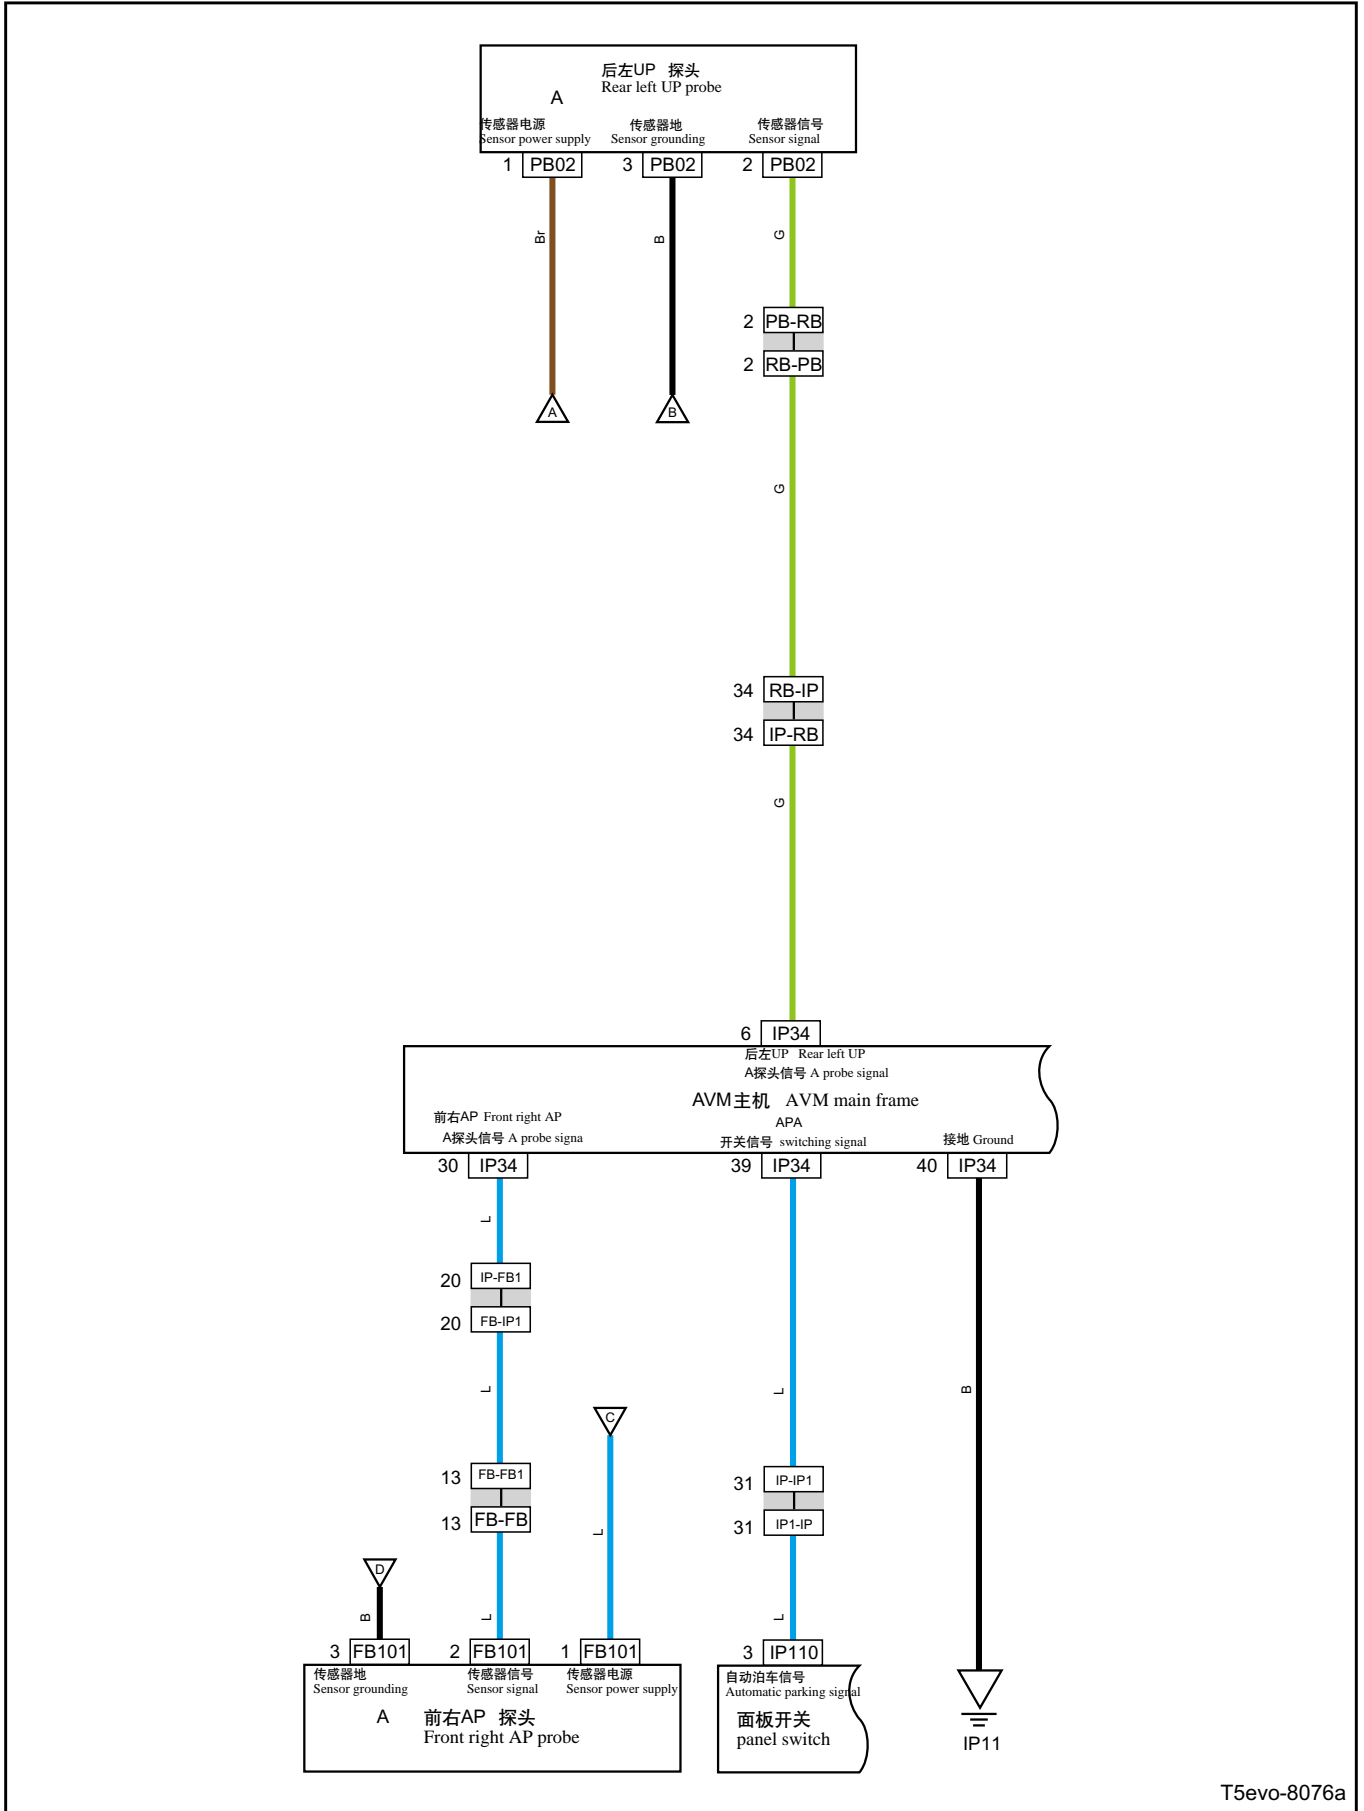 后左UP 探头
Rear left UP probe
A
传感器电源 传感器地 传感器信号
Sensor power supply Sensor grounding Sensor signal
1 PB02 3 PB02 2 PB02
Br B G
2 PB-RB
2 RB-PB
A B
G
34 RB-IP
34 IP-RB
G
6 IP34
后左UP Rear left UP
A探头信号 A probe signal
AVM主机 AVM main frame
前右AP Front right AP
APA
A探头信号 A probe signa
开关信号 switching signal
接地 Ground
30 IP34 39 IP34 40 IP34
L
20 IP-FB1
20 FB-IP1
L L B
C
13 FB-FB1
31 IP-IP1
13 FB-FB
31 IP1-IP
L
D
B L L
3 FB101 2 FB101 1 FB101 3 IP110
传感器地 传感器信号 传感器电源
Sensor grounding Sensor signal Sensor power supply
A
前右AP 探头
Front right AP probe
自动泊车信号
Automatic parking signal
面板开关
panel switch
IP11
T5evo-8076a